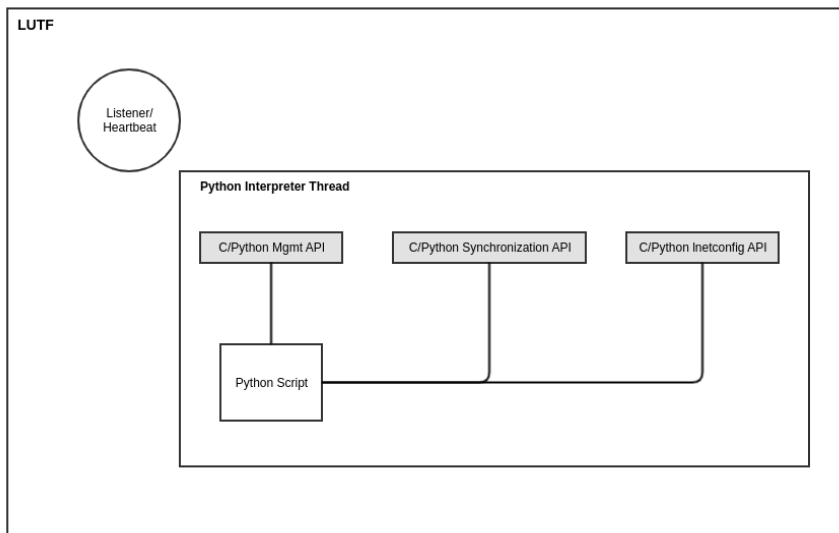 LUTF
Listener/
Heartbeat
Python Interpreter Thread
C/Python Mgmt API
C/Python Synchronization API
C/Python Inetconfig API
Python Script